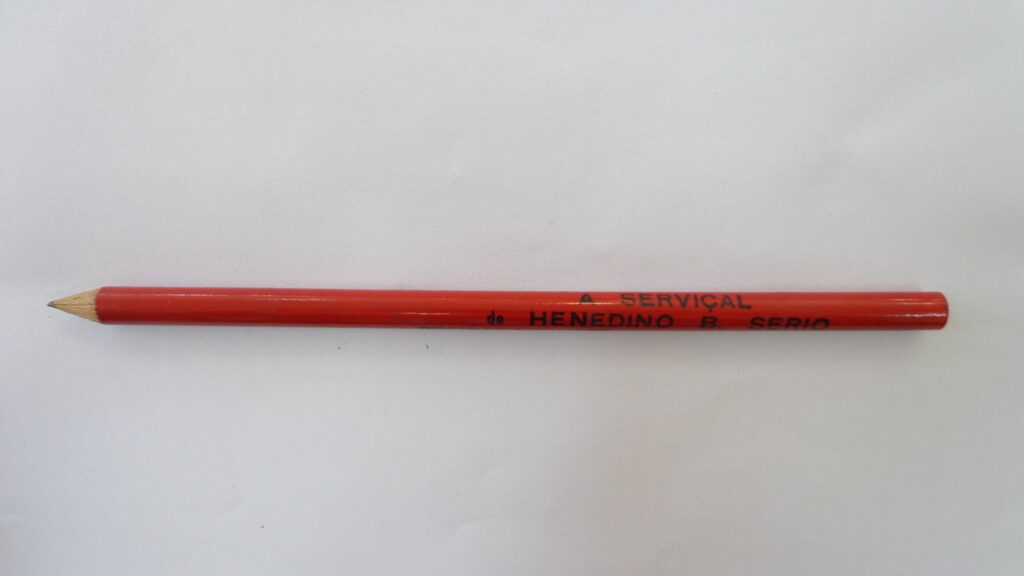 A SERVIÇAL
de HENEDINO B. SERIO